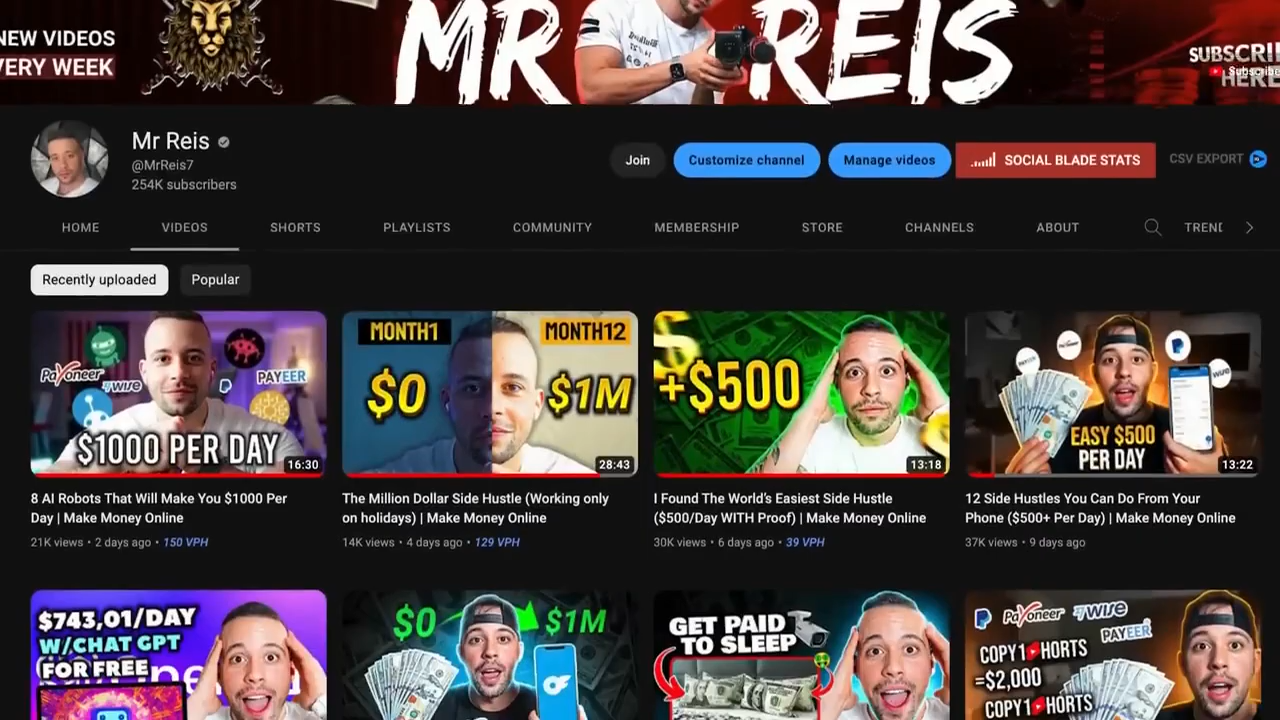 NEW VIDEOS
VERY WEEK
MR REIS
SUBSCRI
Subscribe
HERE
Mr Reis
@MrReis7
254K subscribers
Join
Customize channel
Manage videos
SOCIAL BLADE STATS
CSV EXPORT
HOME
VIDEOS
SHORTS
PLAYLISTS
COMMUNITY
MEMBERSHIP
STORE
CHANNELS
ABOUT
TREND
Recently uploaded
Popular
Payoneer
wise
PAYEER
$1000 PER DAY
16:30
MONTH1
MONTH12
$0
$1M
28:43
+$500
13:18
PAYEER
Payoneer
wise
EASY $500
PER DAY
13:22
8 AI Robots That Will Make You $1000 Per
Day | Make Money Online
21K views • 2 days ago • 150 VPH
The Million Dollar Side Hustle (Working only
on holidays) | Make Money Online
14K views • 4 days ago • 129 VPH
I Found The World's Easiest Side Hustle
($500/Day WITH Proof) | Make Money Online
30K views • 6 days ago • 39 VPH
12 Side Hustles You Can Do From Your
Phone ($500+ Per Day) | Make Money Online
37K views • 9 days ago
$743,01/DAY
W/CHAT GPT
FOR FREE
$0
$1M
GET PAID
TO SLEEP
Payoneer
wise
PAYEER
COPY 1 HORTS
=$2,000
COPY 1 HORTS